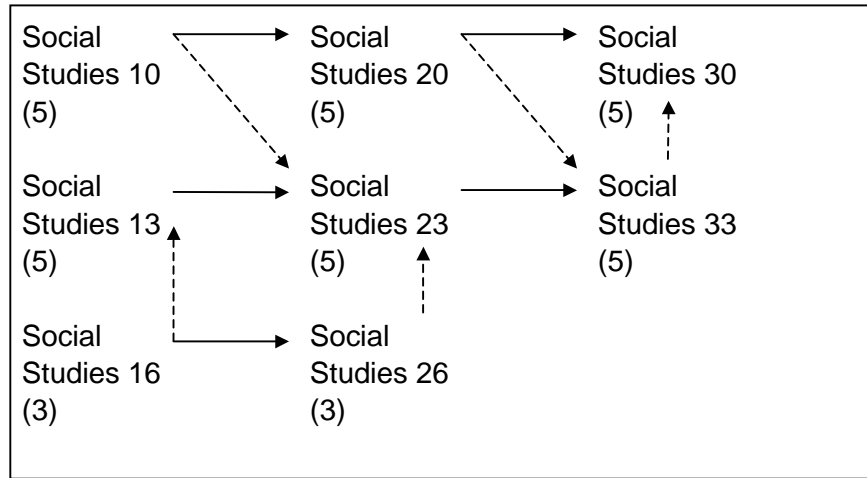 Social
Studies 10
(5)
Social
Studies 20
(5)
Social
Studies 30
(5)
Social
Studies 13
(5)
Social
Studies 23
(5)
Social
Studies 33
(5)
Social
Studies 16
(3)
Social
Studies 26
(3)